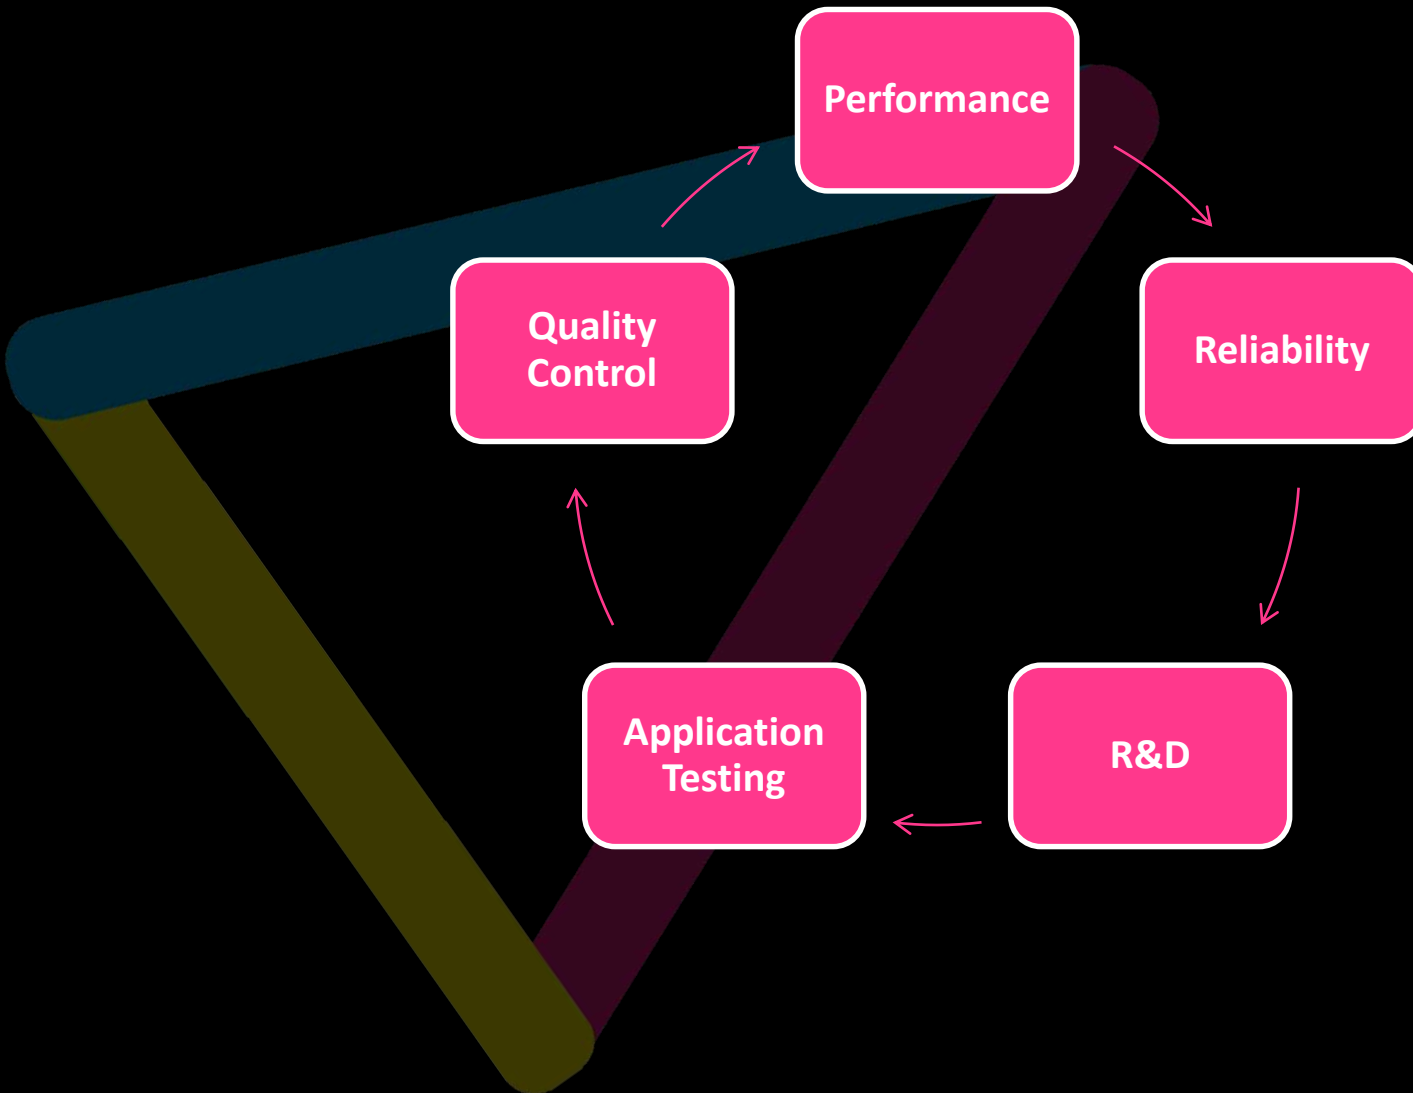 Performance
Quality
Control
Reliability
Application
Testing
R&D